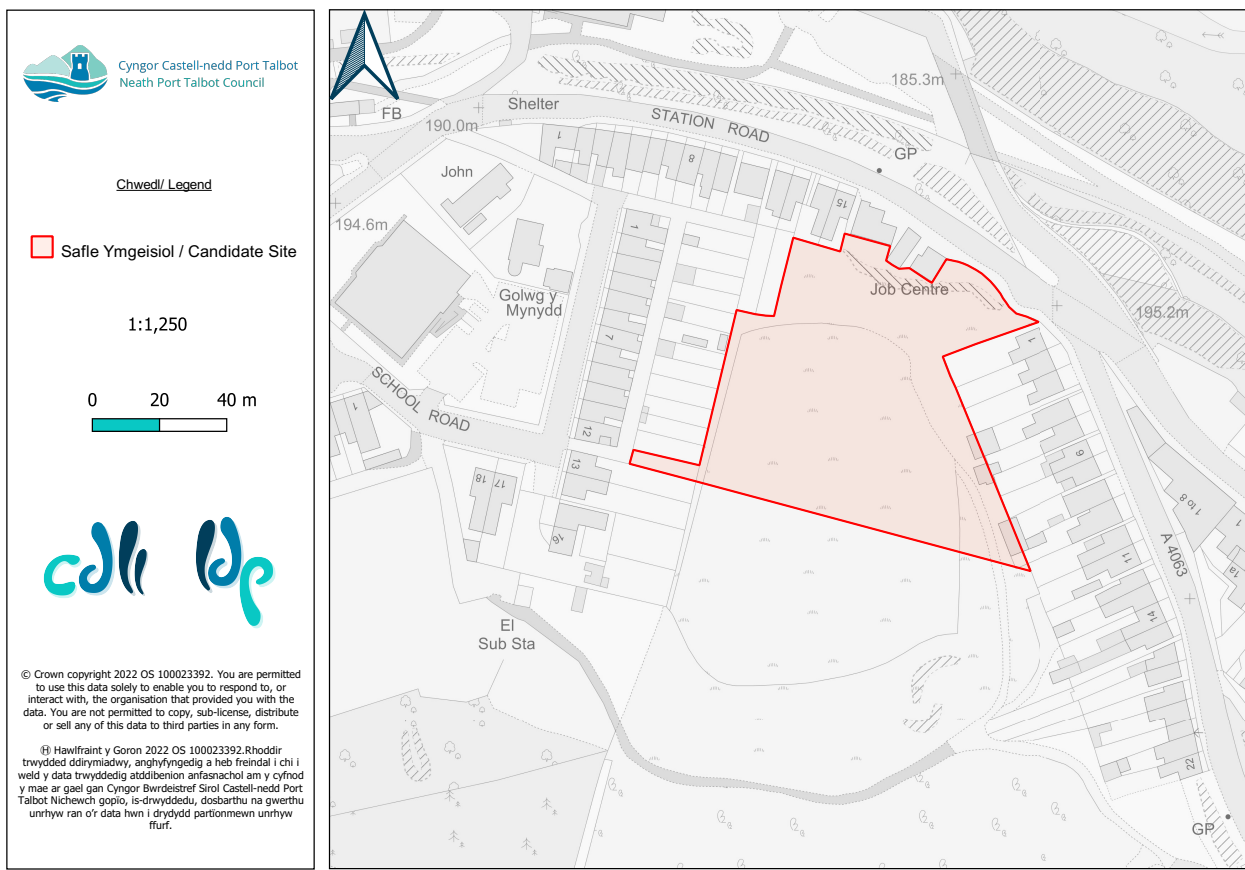 Cyngor Castell-nedd Port Talbot
Neath Port Talbot Council
Chwedl/ Legend
Safle Ymgeisiol / Candidate Site
1:1,250
0 20 40 m
cdll ldp
© Crown copyright 2022 OS 100023392. You are permitted
to use this data solely to enable you to respond to, or
interact with, the organisation that provided you with the
data. You are not permitted to copy, sub-license, distribute
or sell any of this data to third parties in any form.
Ⓗ Hawlfraint y Goron 2022 OS 100023392.Rhoddir
trwydded ddirymiadwy, anghyfyngedig a heb freindal i chi i
weld y data trwyddedig atddibenion anfasnachol am y cyfnod
y mae ar gael gan Cyngor Bwrdeistref Sirol Castell-nedd Port
Talbot Nichewch gopïo, is-drwyddedu, dosbarthu na gwerthu
unrhyw ran o'r data hwn i drydydd partïonmewn unrhyw
ffurf.
FB
Shelter
190.0m
STATION ROAD
185.3m
GP
1
8
15
John
194.6m
1
Golwg y
Mynydd
7
Job Centre
195.2m
SCHOOL ROAD
1
12
13
18
17
16
1
6
11
14
22
1 to 8
1
1a
A 4063
El
Sub Sta
GP